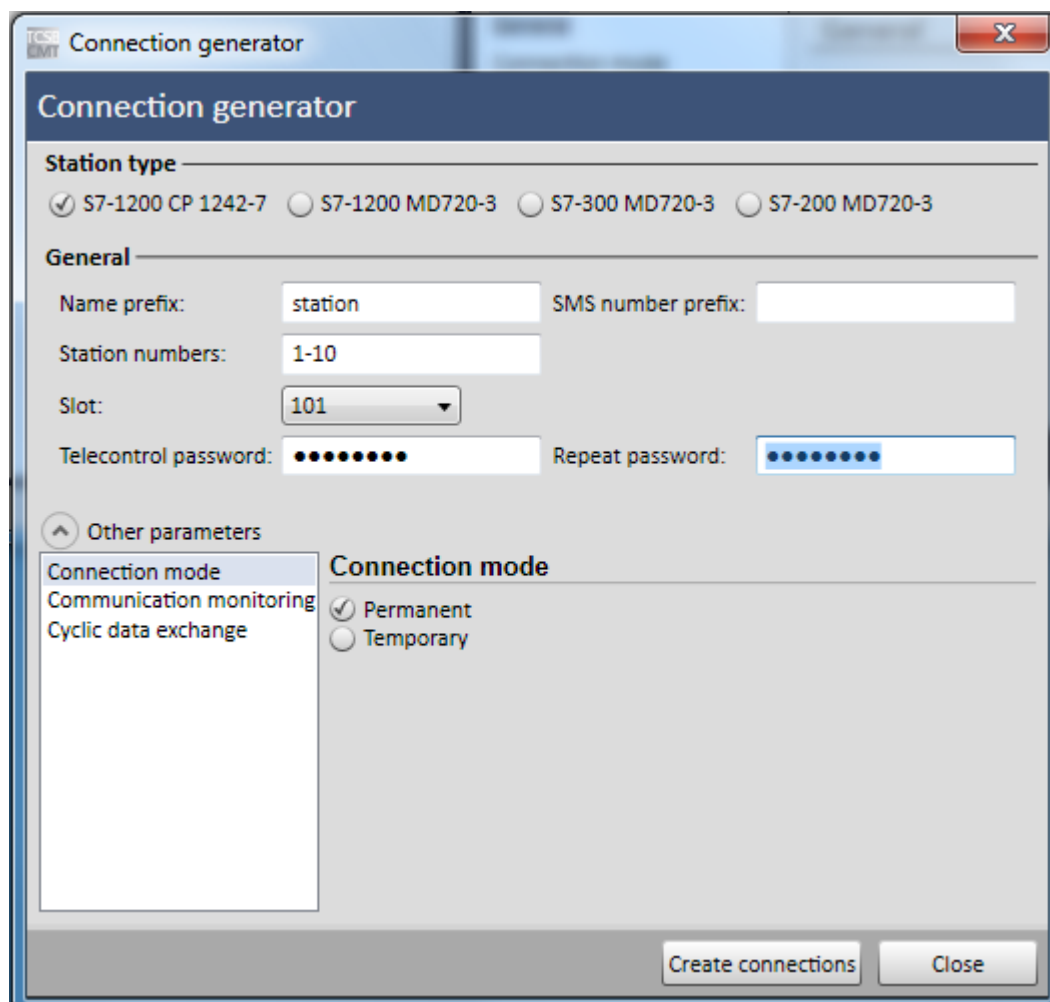 TCSB
CMT
Connection generator
Connection generator
Station type
S7-1200 CP 1242-7 S7-1200 MD720-3 S7-300 MD720-3 S7-200 MD720-3
General
Name prefix: station SMS number prefix:
Station numbers: 1-10
Slot: 101
Telecontrol password: ●●●●●●●● Repeat password: ●●●●●●●●
Other parameters
Connection mode
Communication monitoring
Cyclic data exchange
Connection mode
Permanent
Temporary
Create connections Close